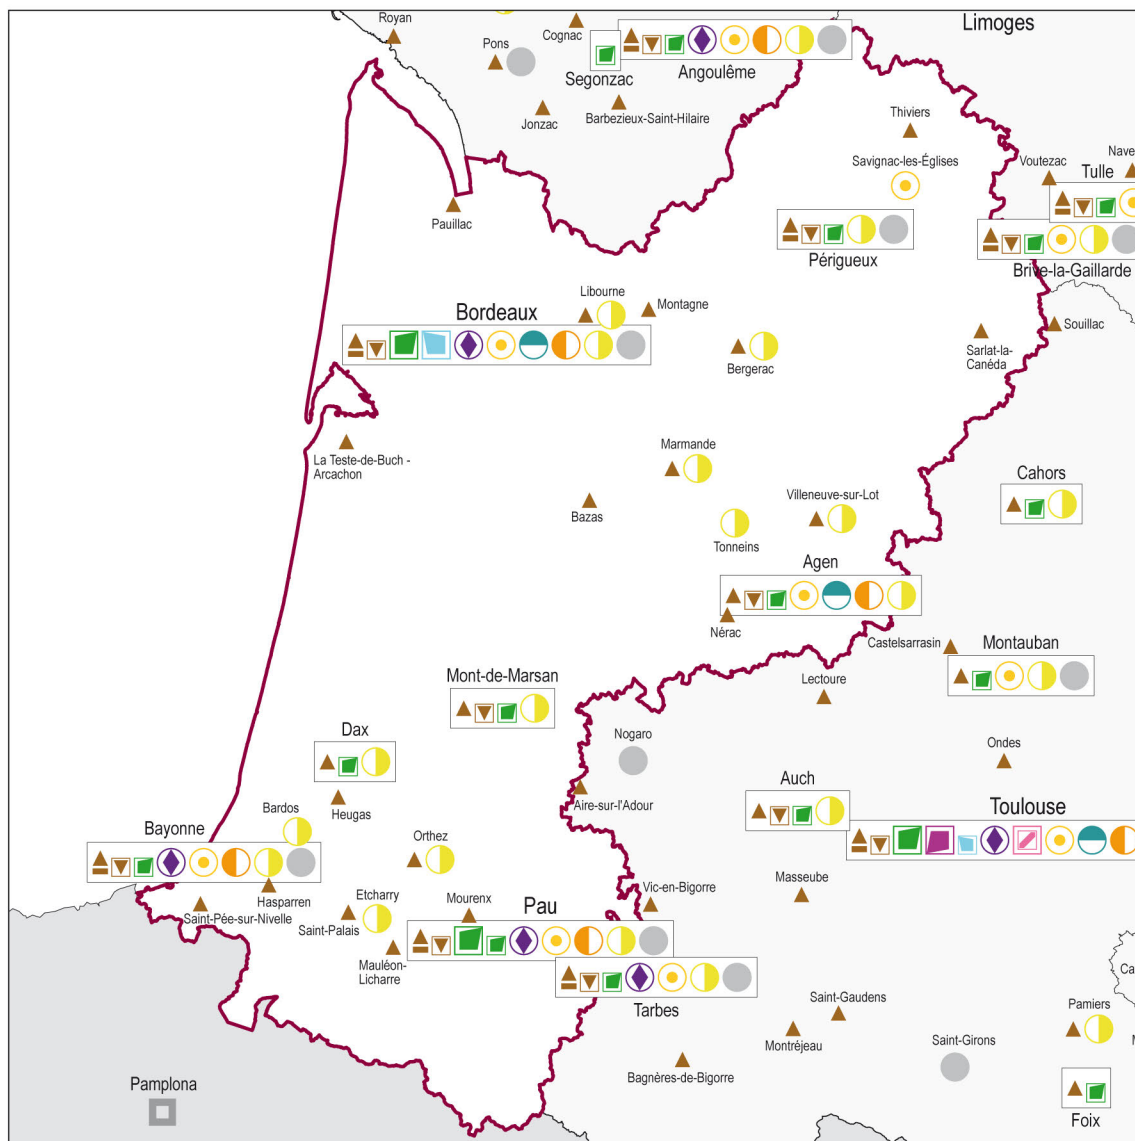 Royan
Cognac
Limoges
Pons
Segonzac
Angoulême
Jonzac
Barbezieux-Saint-Hilaire
Thiviers
Savignac-les-Églises
Voutezac
Nave
Tulle
Pauillac
Périgueux
Brive-la-Gaillarde
Libourne
Montagne
Bordeaux
Souillac
Sarlat-la-
Canéda
Bergerac
La Teste-de-Buch -
Arcachon
Marmande
Cahors
Villeneuve-sur-Lot
Bazas
Tonneins
Agen
Nérac
Castelsarrasin
Montauban
Mont-de-Marsan
Lectoure
Dax
Nogaro
Ondes
Heugas
Aire-sur-l'Adour
Auch
Toulouse
Bardos
Bayonne
Orthez
Hasparren
Saint-Pée-sur-Nivelle
Etcharry
Saint-Palais
Mourenx
Pau
Vic-en-Bigorre
Masseube
Mauléon-
Licharre
Ca
Tarbes
Saint-Gaudens
Pamiers
Montréjeau
Saint-Girons
M
Bagnères-de-Bigorre
Pamplona
Foix